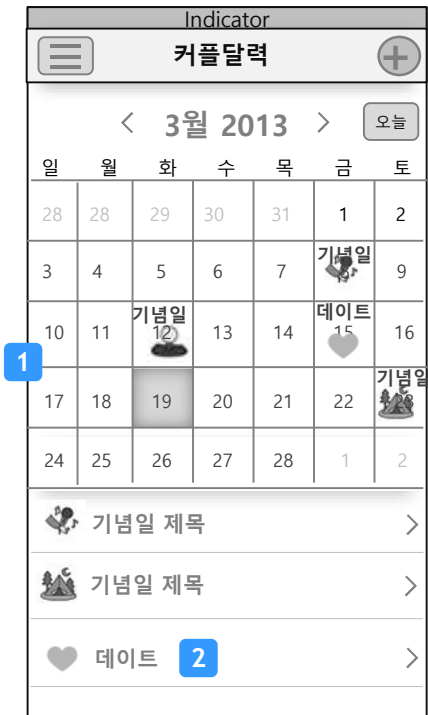 Indicator
커플달력
< 3월 2013 >
오늘
일 월 화 수 목 금 토
28 28 29 30 31 1 2
기념일
3 4 5 6 7 9
기념일 데이트
10 11 12 13 14 15 16
1
기념일
17 18 19 20 21 22
24 25 26 27 28 1 2
기념일 제목
기념일 제목
데이트 2